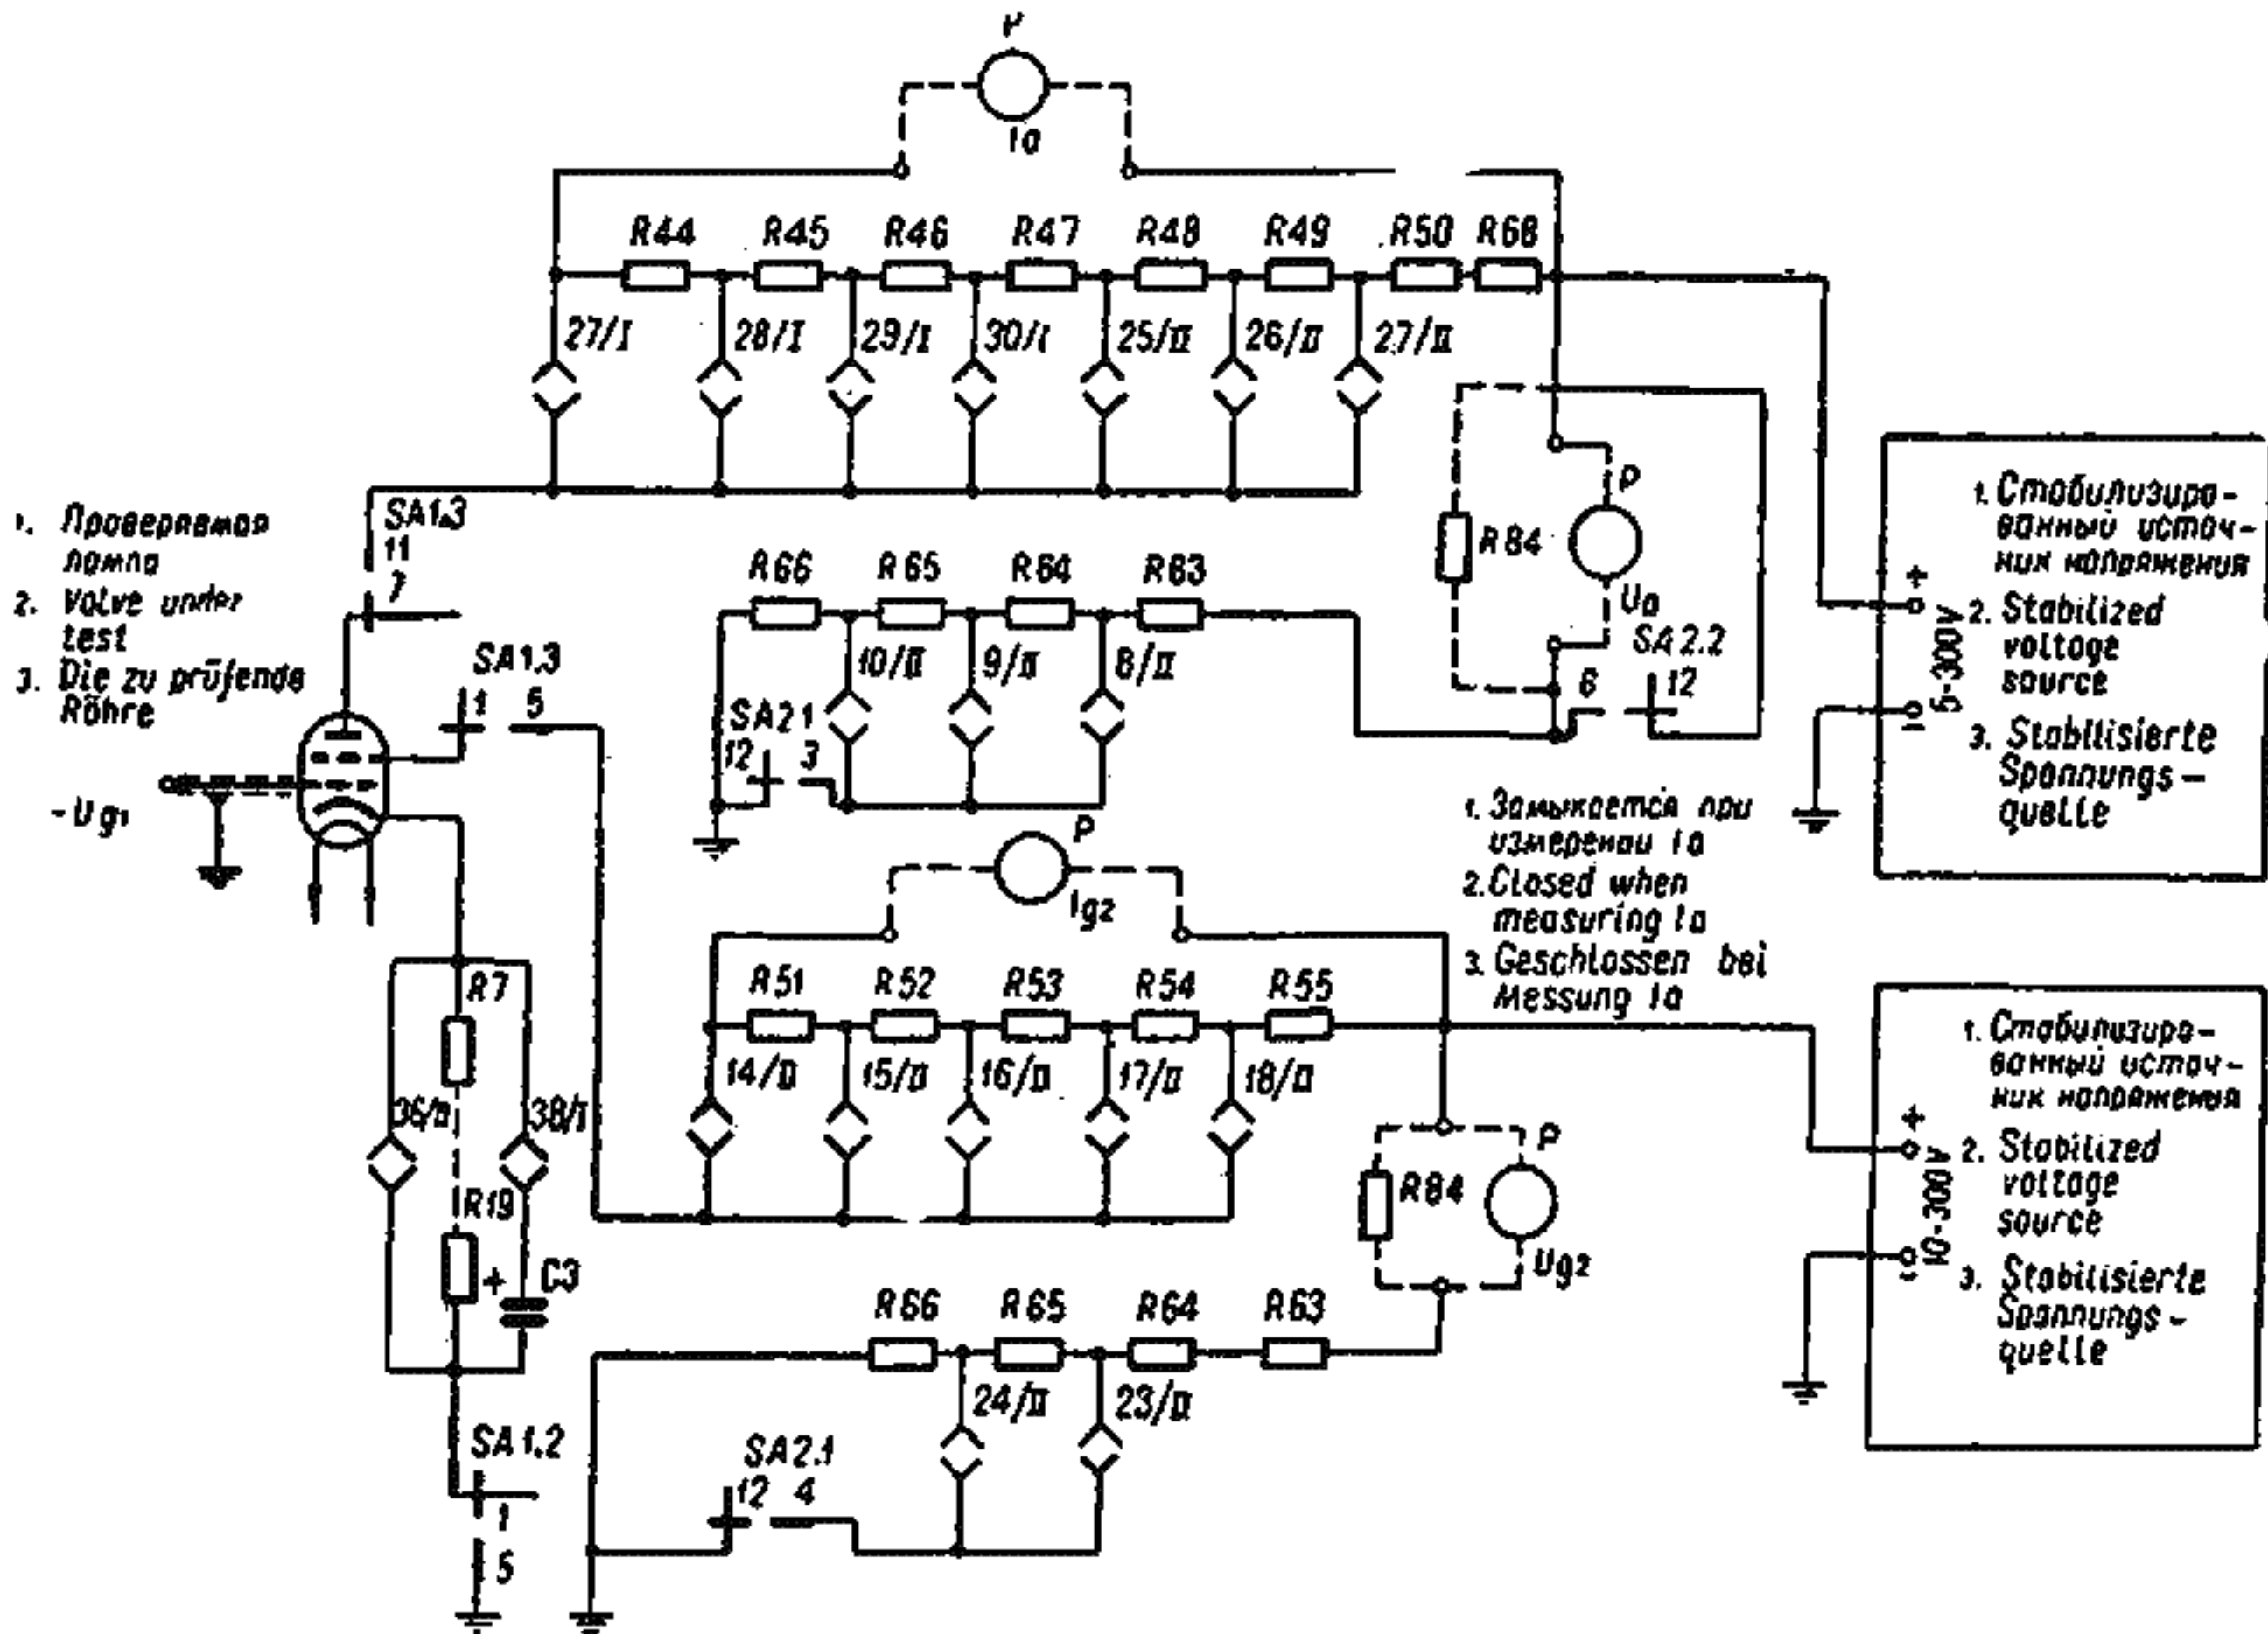 P
Ia
R44 R45 R46 R47 R48 R49 R50 R68
27/I 28/I 29/I 30/I 25/II 26/II 27/II
1. Проверяемая
лампа
2. Valve under
test
3. Die zu prüfende
Röhre
SA1.3
11
7
SA1.3
1 5
-Ug1
R66 R65 R64 R63
10/II 9/II 8/II
SA2.1
12 3
R84
P
Ua
SA2.2
6 12
+
5-300V
-
1. Стабилизиро-
ванный источ-
ник напряжения
2. Stabilized
voltage
source
3. Stabilisierte
Spannungs-
quelle
1. Замыкается при
измерении Ia
2. Closed when
measuring Ia
3. Geschlossen bei
Messung Ia
P
Ig2
R51 R52 R53 R54 R55
14/II 15/II 16/II 17/II 18/II
R7
36/II 38/I
R19
+ C3
R84
P
Ug2
+
10-300V
-
1. Стабилизиро-
ванный источ-
ник напряжения
2. Stabilized
voltage
source
3. Stabilisierte
Spannungs-
quelle
R66 R65 R64 R63
24/II 23/II
SA2.1
12 4
SA1.2
1
5